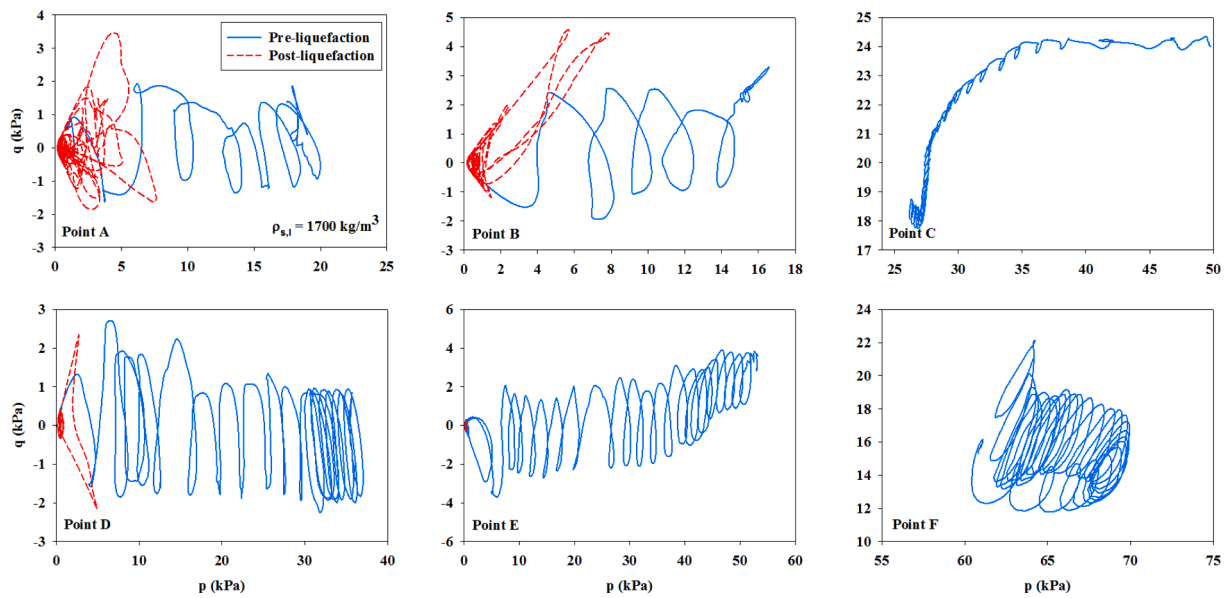 4
3
2
1
0
-1
-2
-3
q (kPa)
0 5 10 15 20 25
Pre-liquefaction
Post-liquefaction
Point A
ρs,l = 1700 kg/m³
5
4
3
2
1
0
-1
-2
-3
0 2 4 6 8 10 12 14 16 18
Point B
25
24
23
22
21
20
19
18
17
25 30 35 40 45 50
Point C
3
2
1
0
-1
-2
-3
q (kPa)
0 10 20 30 40
p (kPa)
Point D
6
4
2
0
-2
-4
-6
0 10 20 30 40 50 60
p (kPa)
Point E
24
22
20
18
16
14
12
10
55 60 65 70 75
p (kPa)
Point F